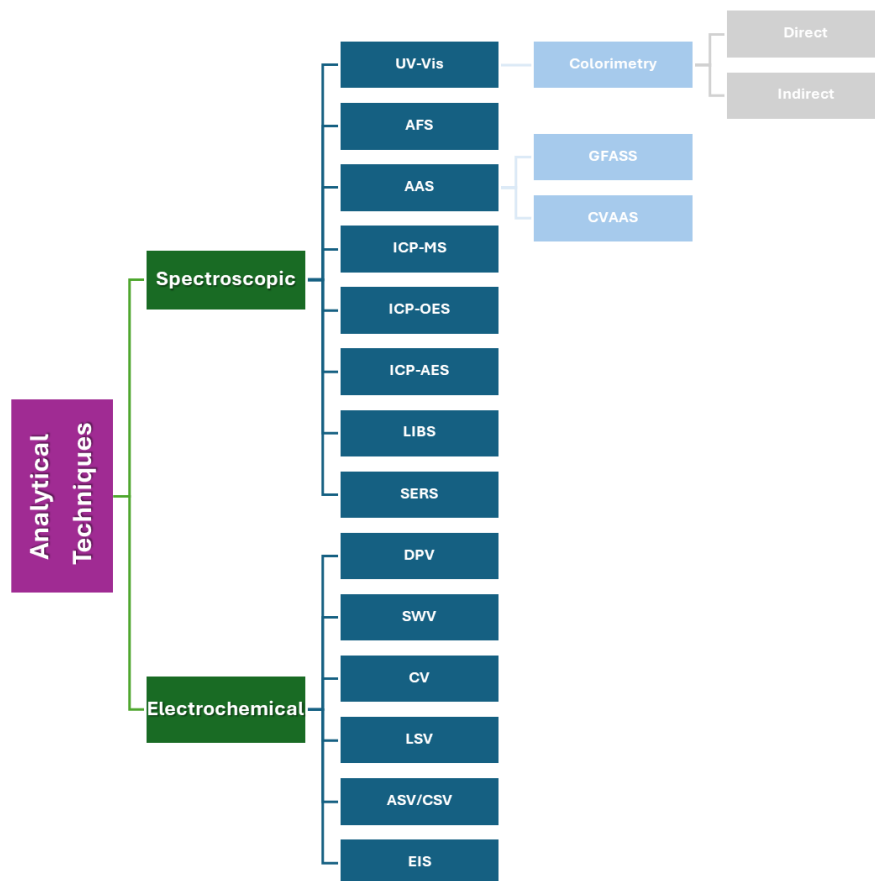 Analytical
Techniques
Spectroscopic
UV-Vis
Colorimetry
Direct
Indirect
AFS
AAS
GFASS
CVAAS
ICP-MS
ICP-OES
ICP-AES
LIBS
SERS
Electrochemical
DPV
SWV
CV
LSV
ASV/CSV
EIS